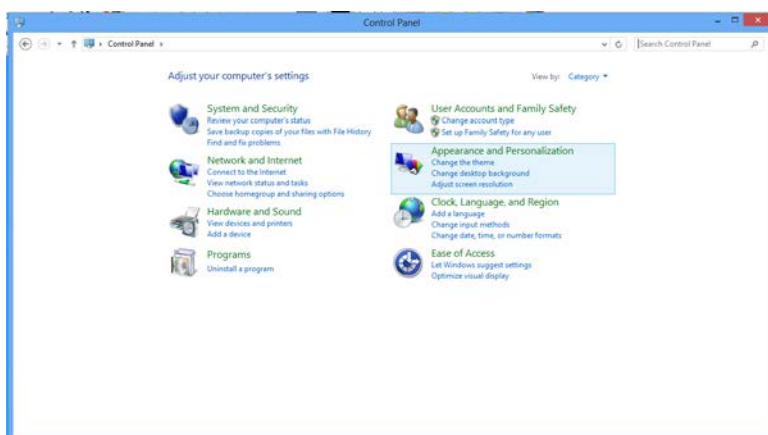 Control Panel
Control Panel
Search Control Panel
Adjust your computer's settings
View by: Category
System and Security
Review your computer's status
Save backup copies of your files with File History
Find and fix problems
Network and Internet
Connect to the Internet
View network status and tasks
Choose homegroup and sharing options
Hardware and Sound
View devices and printers
Add a device
Programs
Uninstall a program
User Accounts and Family Safety
Change account type
Set up Family Safety for any user
Appearance and Personalization
Change the theme
Change desktop background
Adjust screen resolution
Clock, Language, and Region
Add a language
Change input methods
Change date, time, or number formats
Ease of Access
Let Windows suggest settings
Optimize visual display